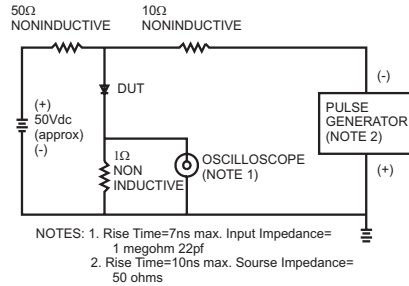 50Ω
NONINDUCTIVE
10Ω
NONINDUCTIVE
(+)
50Vdc
(approx)
(-)
DUT
1Ω
NON
INDUCTIVE
OSCILLOSCOPE
(NOTE 1)
(-)
PULSE
GENERATOR
(NOTE 2)
(+)
NOTES: 1. Rise Time=7ns max. Input Impedance=
1 megohm 22pf
2. Rise Time=10ns max. Sourse Impedance=
50 ohms